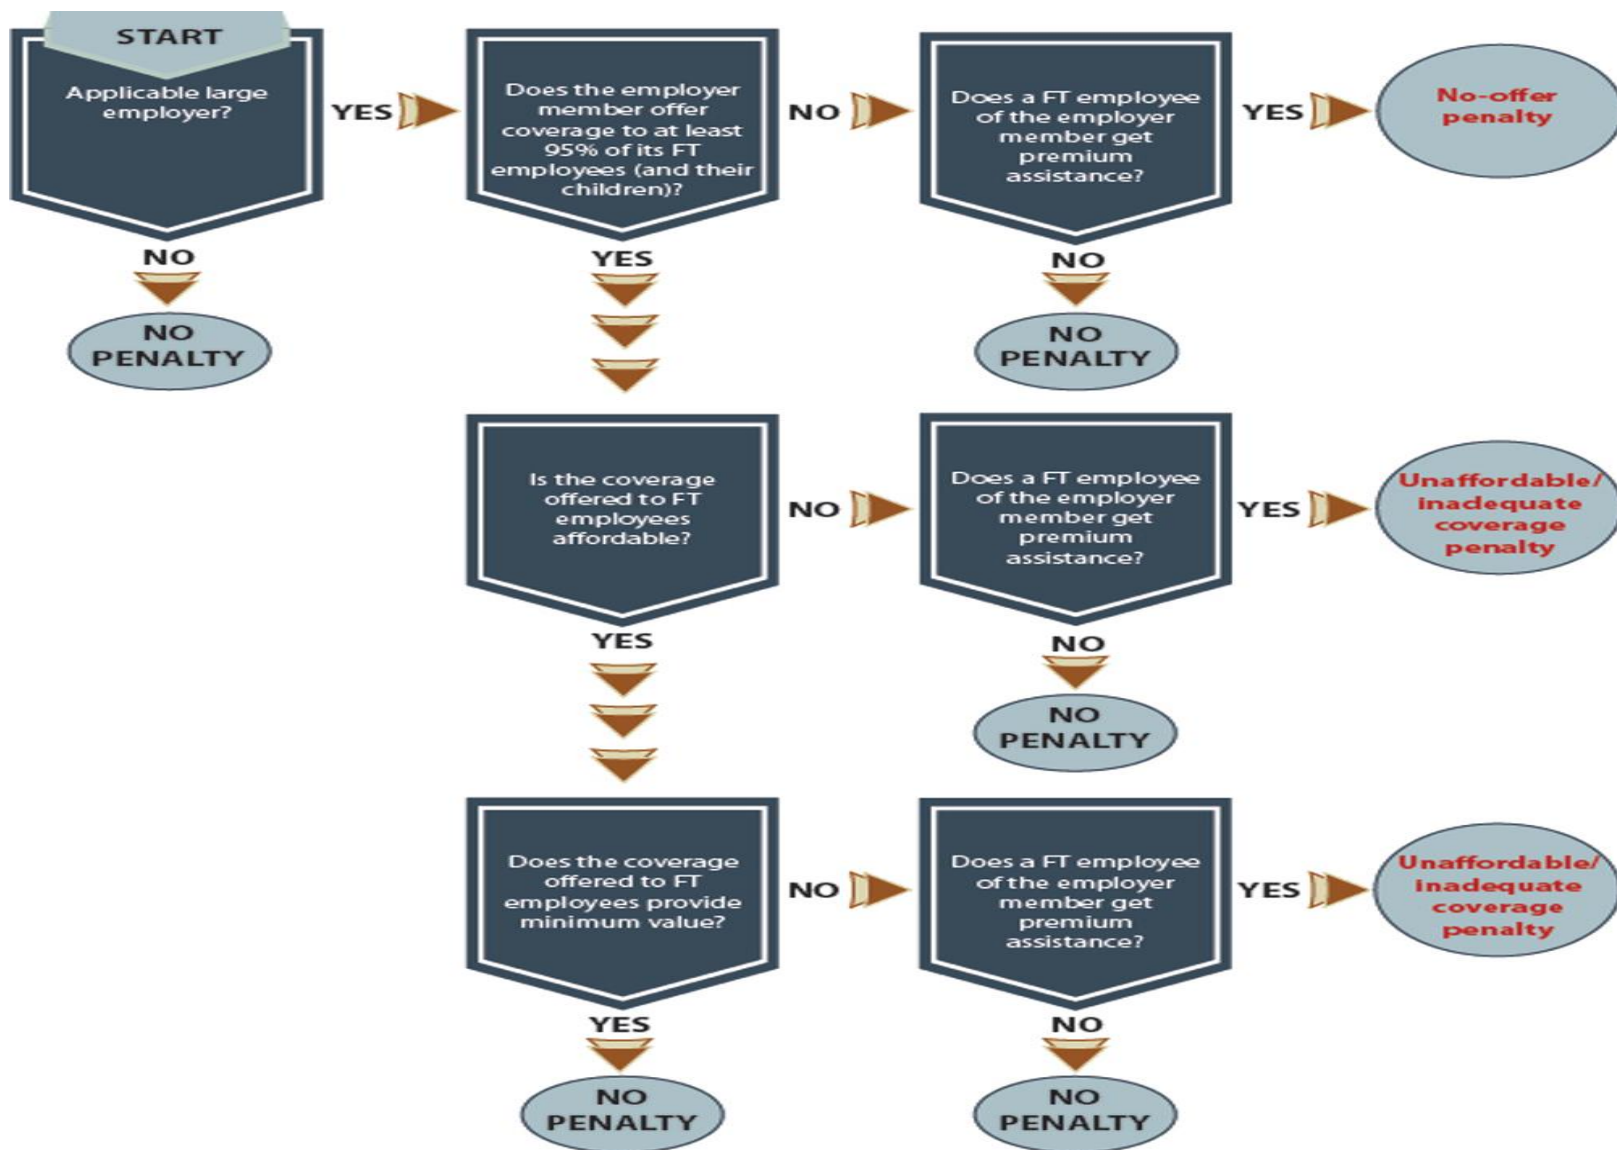 START
Applicable large
employer?
YES
Does the employer
member offer
coverage to at least
95% of its FT
employees (and their
children)?
NO
Does a FT employee
of the employer
member get
premium
assistance?
YES
No-offer
penalty
NO
NO
PENALTY
YES
NO
NO
PENALTY
Is the coverage
offered to FT
employees
affordable?
NO
Does a FT employee
of the employer
member get
premium
assistance?
YES
Unaffordable/
inadequate
coverage
penalty
YES
NO
NO
PENALTY
Does the coverage
offered to FT
employees provide
minimum value?
NO
Does a FT employee
of the employer
member get
premium
assistance?
YES
Unaffordable/
inadequate
coverage
penalty
YES
NO
PENALTY
NO
NO
PENALTY